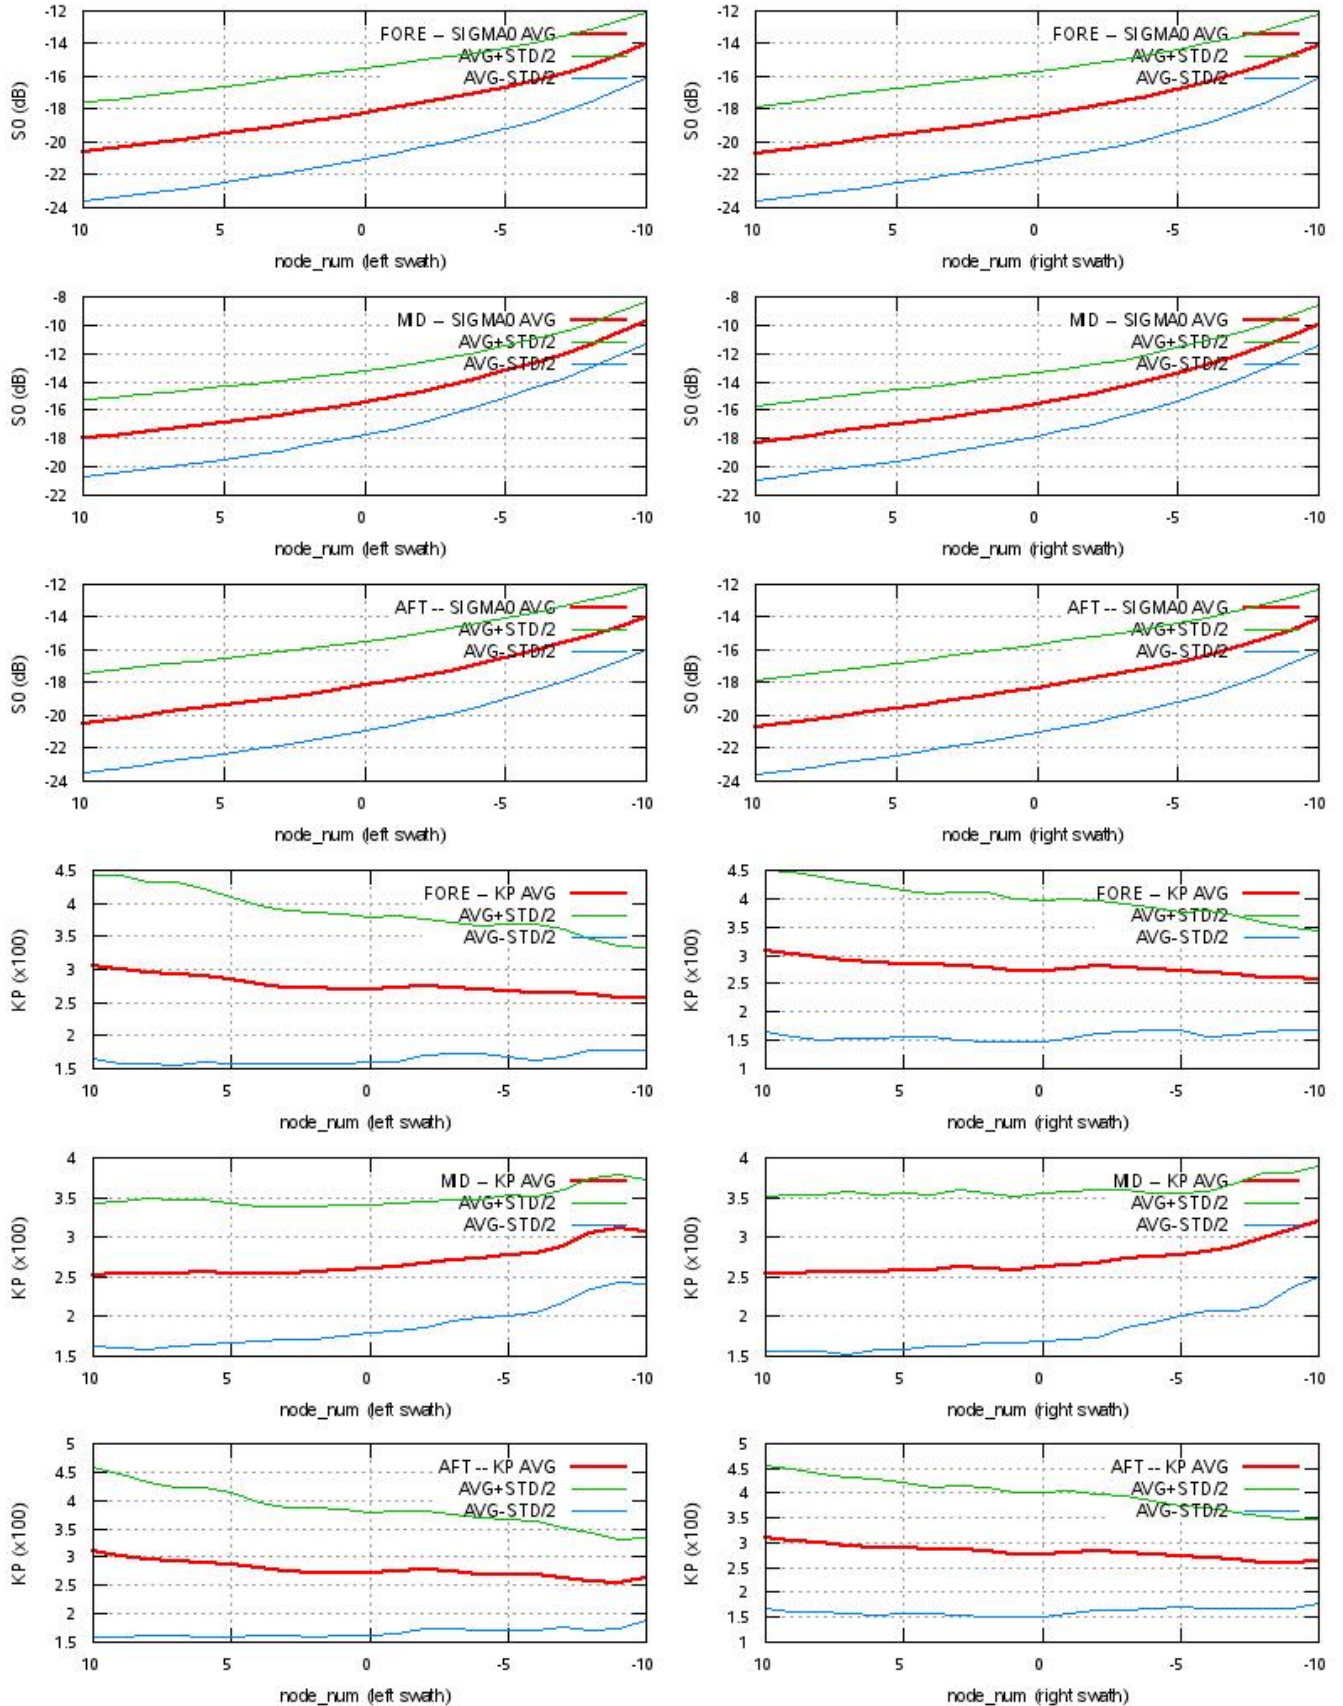 S0 (dB)
-12
-14
-16
-18
-20
-22
-24
FORE – SIGMA0 AVG
AVG+STD/2
AVG-STD/2
10 5 0 -5 -10
node_num (left swath)
S0 (dB)
-12
-14
-16
-18
-20
-22
-24
FORE – SIGMA0 AVG
AVG+STD/2
AVG-STD/2
10 5 0 -5 -10
node_num (right swath)
S0 (dB)
-8
-10
-12
-14
-16
-18
-20
-22
MID – SIGMA0 AVG
AVG+STD/2
AVG-STD/2
10 5 0 -5 -10
node_num (left swath)
S0 (dB)
-8
-10
-12
-14
-16
-18
-20
-22
MID – SIGMA0 AVG
AVG+STD/2
AVG-STD/2
10 5 0 -5 -10
node_num (right swath)
S0 (dB)
-12
-14
-16
-18
-20
-22
-24
AFT -- SIGMA0 AVG
AVG+STD/2
AVG-STD/2
10 5 0 -5 -10
node_num (left swath)
S0 (dB)
-12
-14
-16
-18
-20
-22
-24
AFT -- SIGMA0 AVG
AVG+STD/2
AVG-STD/2
10 5 0 -5 -10
node_num (right swath)
KP (x100)
4.5
4
3.5
3
2.5
2
1.5
FORE – KP AVG
AVG+STD/2
AVG-STD/2
10 5 0 -5 -10
node_num (left swath)
KP (x100)
4.5
4
3.5
3
2.5
2
1.5
1
FORE – KP AVG
AVG+STD/2
AVG-STD/2
10 5 0 -5 -10
node_num (right swath)
KP (x100)
4
3.5
3
2.5
2
1.5
MID – KP AVG
AVG+STD/2
AVG-STD/2
10 5 0 -5 -10
node_num (left swath)
KP (x100)
4
3.5
3
2.5
2
1.5
MID – KP AVG
AVG+STD/2
AVG-STD/2
10 5 0 -5 -10
node_num (right swath)
KP (x100)
5
4.5
4
3.5
3
2.5
2
1.5
AFT -- KP AVG
AVG+STD/2
AVG-STD/2
10 5 0 -5 -10
node_num (left swath)
KP (x100)
5
4.5
4
3.5
3
2.5
2
1.5
1
AFT -- KP AVG
AVG+STD/2
AVG-STD/2
10 5 0 -5 -10
node_num (right swath)